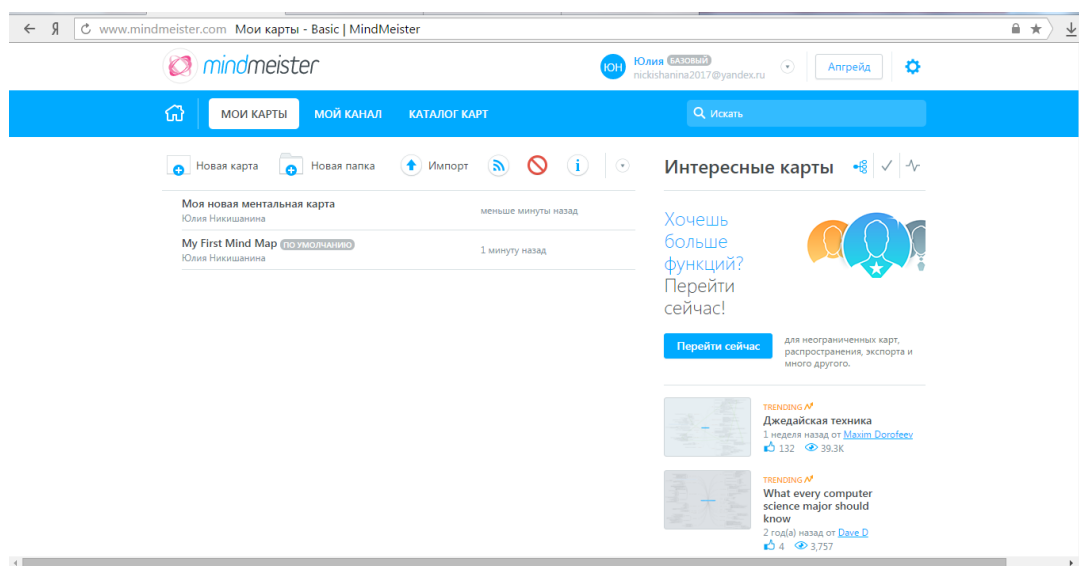 Я www.mindmeister.com Мои карты - Basic | MindMeister
mindmeister
ЮН Юлия БАЗОВЫЙ
nickishanina2017@yandex.ru
Апгрейд
МОИ КАРТЫ МОЙ КАНАЛ КАТАЛОГ КАРТ Искать
Новая карта Новая папка Импорт i
Моя новая ментальная карта
Юлия Никишанина
меньше минуты назад
My First Mind Map ПО УМОЛЧАНИЮ
Юлия Никишанина
1 минуту назад
Интересные карты
Хочешь
больше
функций?
Перейти
сейчас!
Перейти сейчас
для неограниченных карт,
распространения, экспорта и
много другого.
TRENDING
Джедайская техника
1 неделя назад от Maxim Dorofeev
132 39.3K
TRENDING
What every computer
science major should
know
2 год(а) назад от Dave D
4 3,757